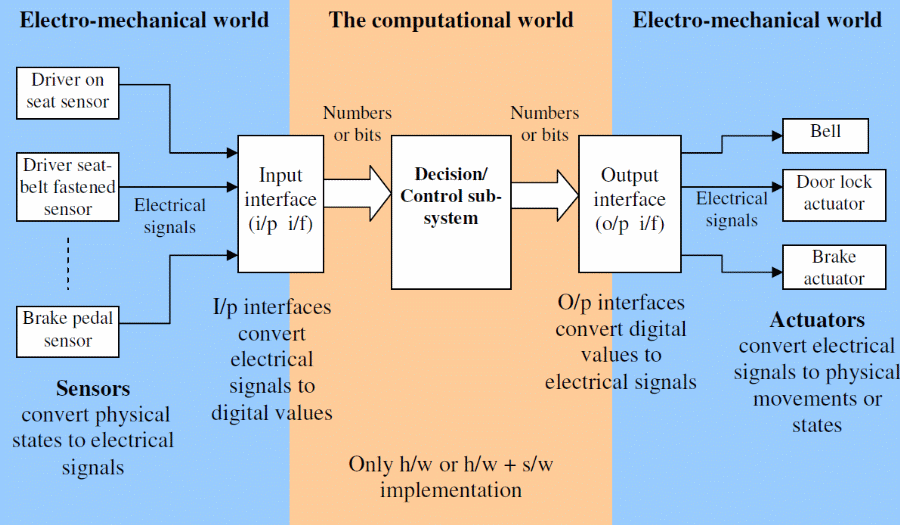 Electro-mechanical world
The computational world
Electro-mechanical world
Driver on
seat sensor
Driver seat-
belt fastened
sensor
Brake pedal
sensor
Electrical
signals
Input
interface
(i/p i/f)
Numbers
or bits
Decision/
Control sub-
system
Numbers
or bits
Output
interface
(o/p i/f)
Electrical
signals
Bell
Door lock
actuator
Brake
actuator
Sensors
convert physical
states to electrical
signals
I/p interfaces
convert
electrical
signals to
digital values
O/p interfaces
convert digital
values to
electrical signals
Actuators
convert electrical
signals to physical
movements or
states
Only h/w or h/w + s/w
implementation